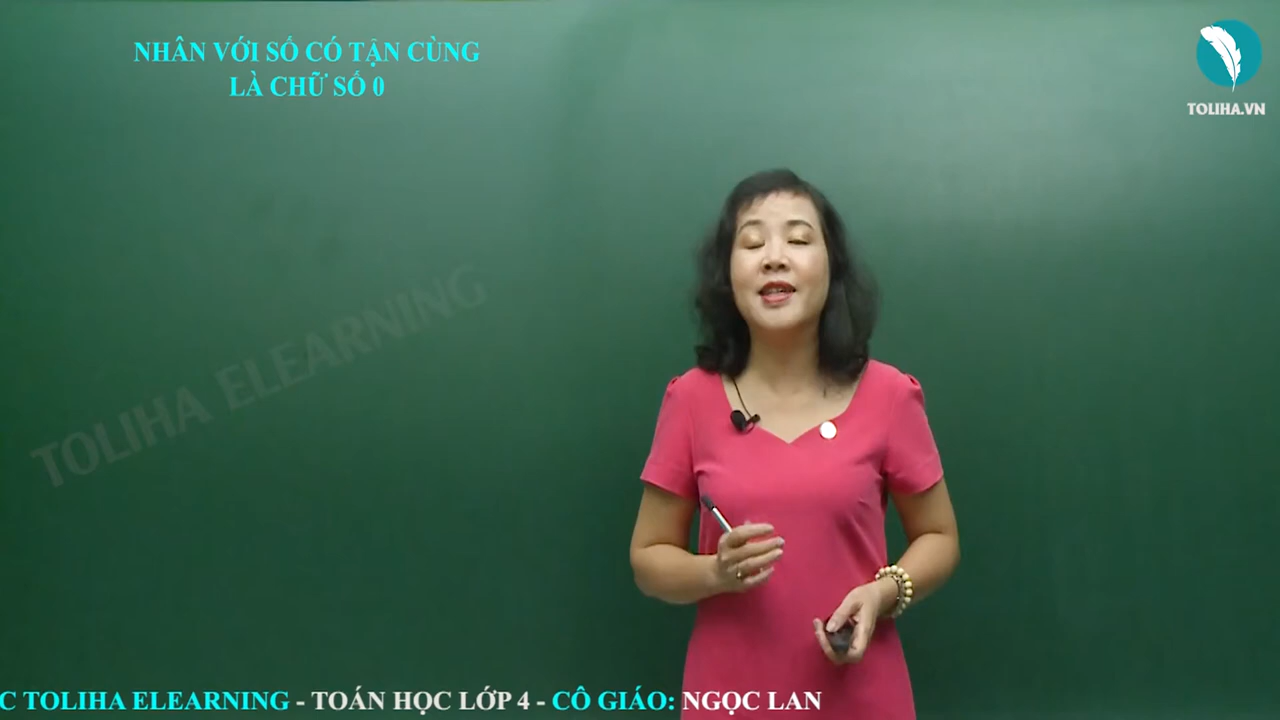 NHÂN VỚI SỐ CÓ TẬN CÙNG
LÀ CHỮ SỐ 0
TOLIHA.VN
TOLIHA ELEARNING
C TOLIHA ELEARNING - TOÁN HỌC LỚP 4 - CÔ GIÁO: NGỌC LAN